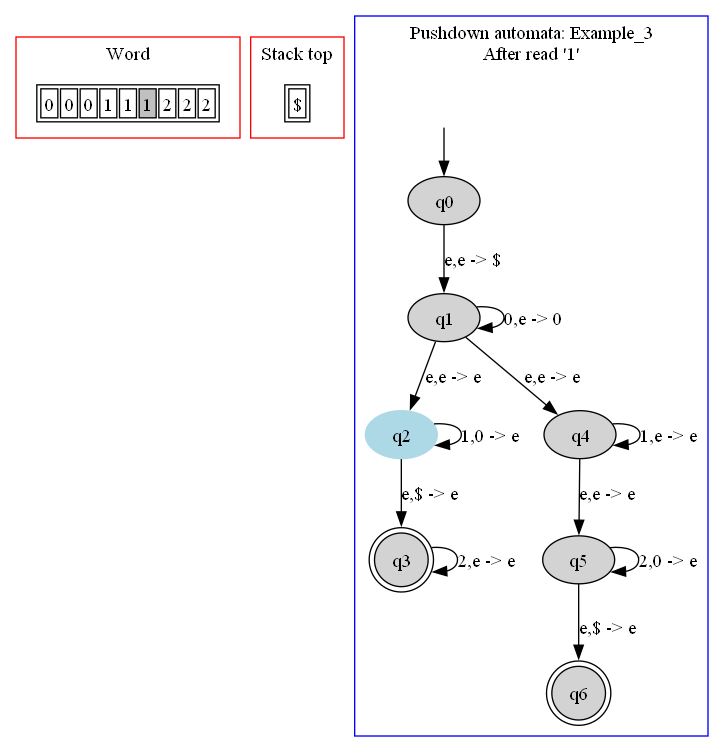 Word
0 0 0 1 1 1 2 2 2
Stack top
$
Pushdown automata: Example_3
After read '1'
q0
e,e -> $
q1
0,e -> 0
e,e -> e
e,e -> e
q2
1,0 -> e
q4
1,e -> e
e,$ -> e
e,e -> e
q3
2,e -> e
q5
2,0 -> e
e,$ -> e
q6